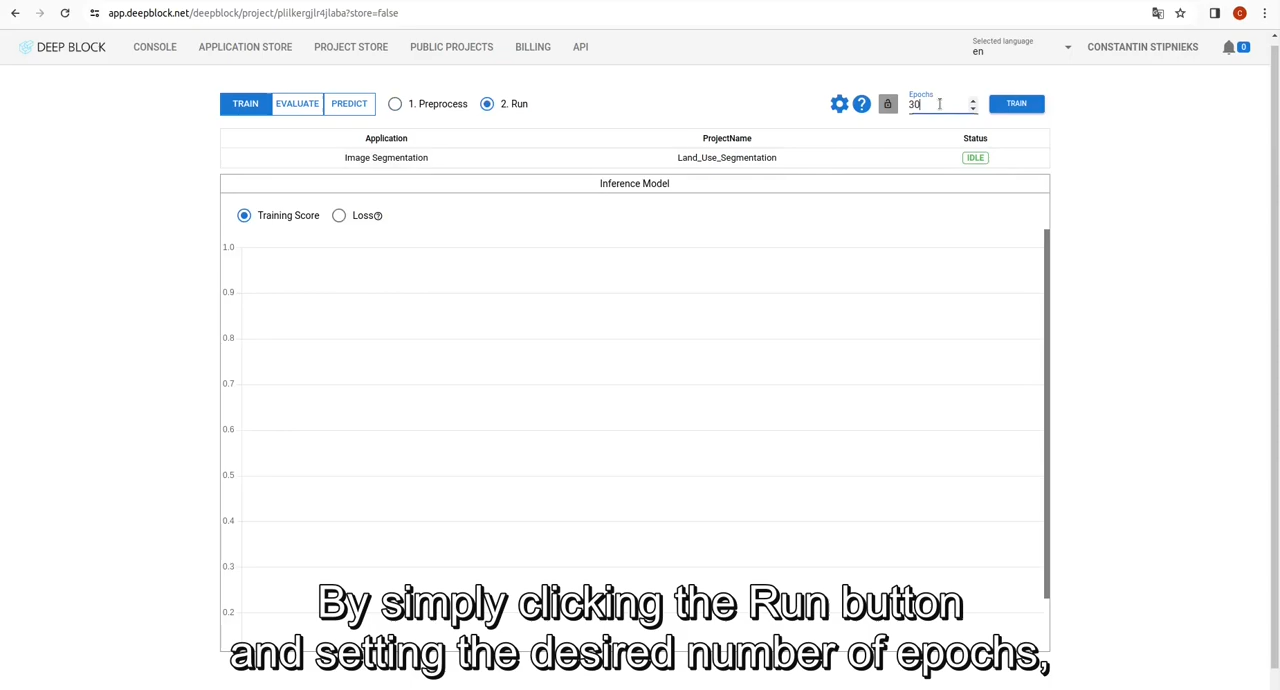 app.deepblock.net/deepblock/project/plilkergjlr4jlaba?store=false
C
DEEP BLOCK
CONSOLE
APPLICATION STORE
PROJECT STORE
PUBLIC PROJECTS
BILLING
API
Selected language
en
CONSTANTIN STIPNIEKS
0
TRAIN
EVALUATE
PREDICT
1. Preprocess
2. Run
Epochs
30
TRAIN
Application
ProjectName
Status
Image Segmentation
Land_Use_Segmentation
IDLE
Inference Model
Training Score
Loss
1.0
0.9
0.8
0.7
0.6
0.5
0.4
0.3
0.2
By simply clicking the Run button
and setting the desired number of epochs,